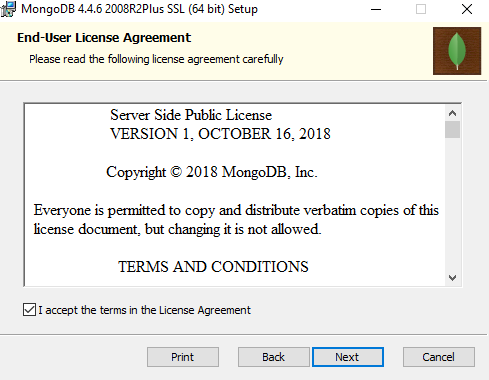 MongoDB 4.4.6 2008R2Plus SSL (64 bit) Setup
End-User License Agreement
Please read the following license agreement carefully
Server Side Public License
VERSION 1, OCTOBER 16, 2018
Copyright © 2018 MongoDB, Inc.
Everyone is permitted to copy and distribute verbatim copies of this
license document, but changing it is not allowed.
TERMS AND CONDITIONS
I accept the terms in the License Agreement
Print Back Next Cancel